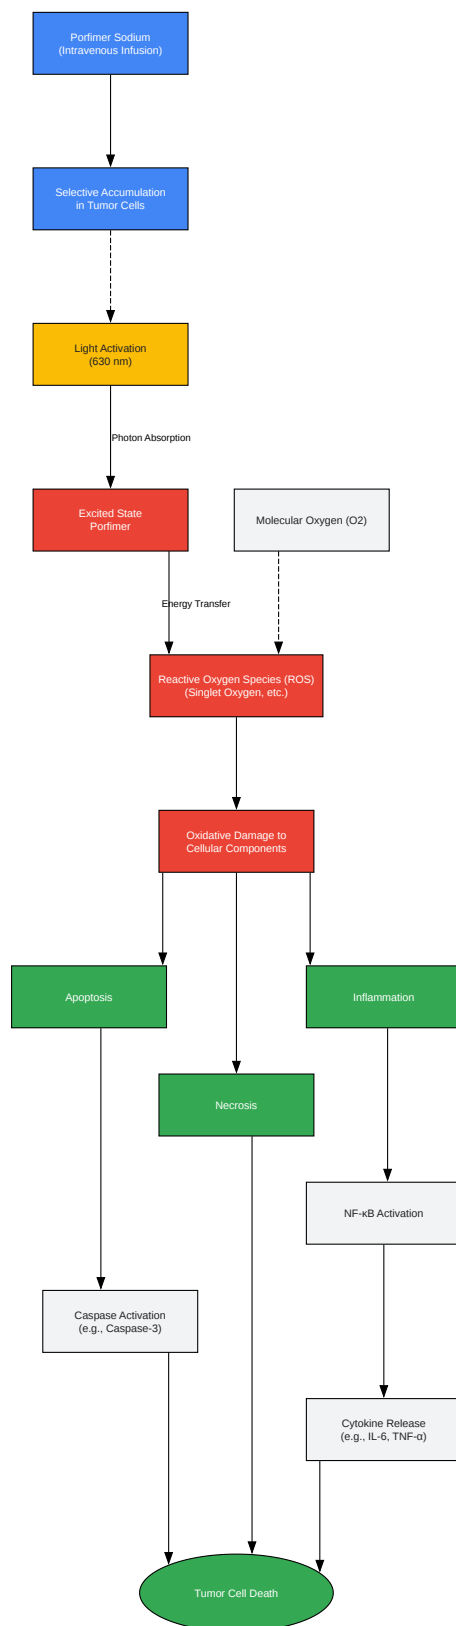 Porfimer Sodium
(Intravenous Infusion)
Selective Accumulation
in Tumor Cells
Light Activation
(630 nm)
Photon Absorption
Excited State
Porfimer
Molecular Oxygen (O2)
Energy Transfer
Reactive Oxygen Species (ROS)
(Singlet Oxygen, etc.)
Oxidative Damage to
Cellular Components
Apoptosis
Inflammation
Necrosis
NF-κB Activation
Caspase Activation
(e.g., Caspase-3)
Cytokine Release
(e.g., IL-6, TNF-α)
Tumor Cell Death